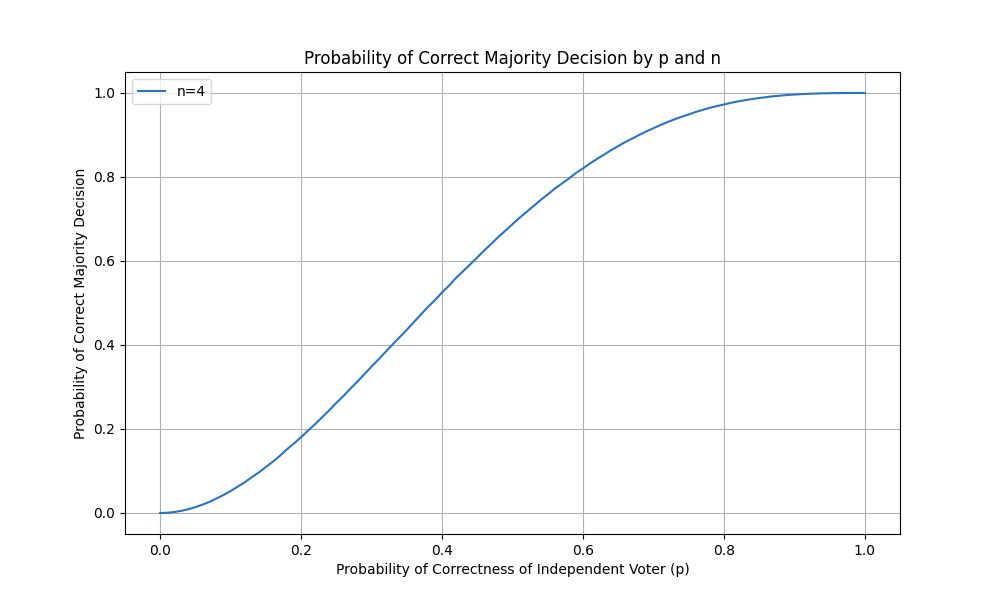 Probability of Correct Majority Decision by p and n
n=4
Probability of Correct Majority Decision
1.0
0.8
0.6
0.4
0.2
0.0
0.0 0.2 0.4 0.6 0.8 1.0
Probability of Correctness of Independent Voter (p)